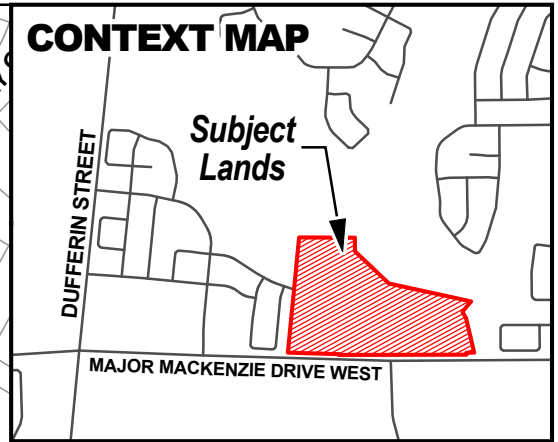 CONTEXT MAP
Subject
Lands
DUFFERIN STREET
MAJOR MACKENZIE DRIVE WEST